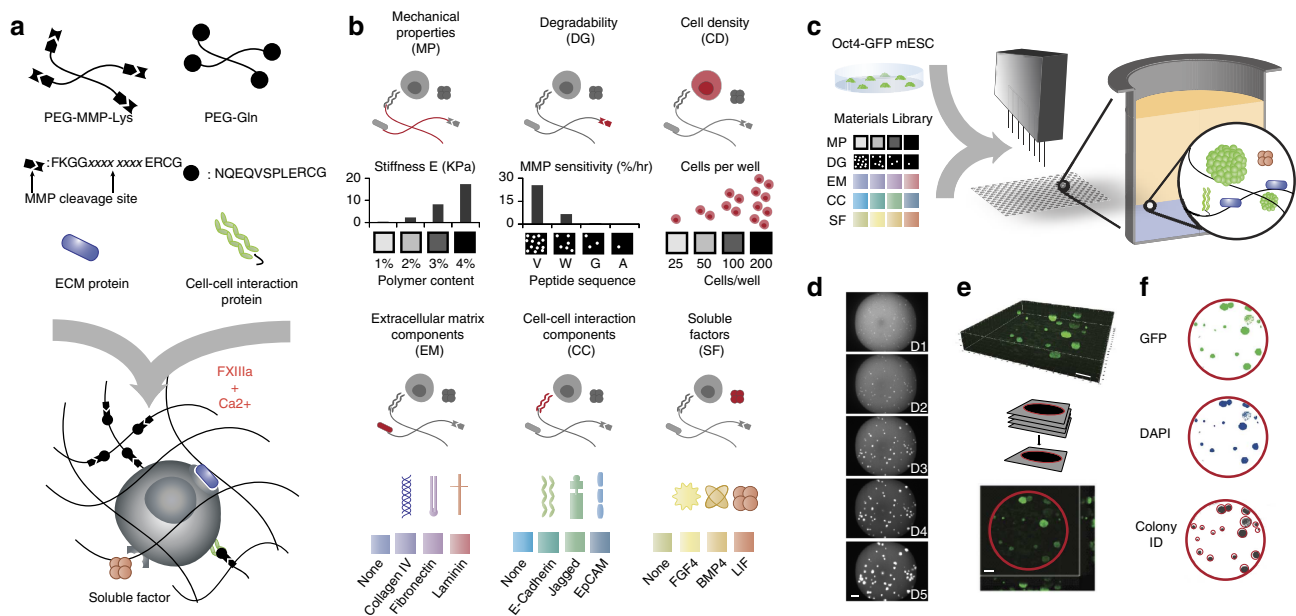 a
PEG-MMP-Lys
PEG-Gln
:FKGGxxxx xxxxERCG
MMP cleavage site
: NQEQVSPLERCG
ECM protein
Cell-cell interaction
protein
FXIIIa
+
Ca2+
Soluble factor
b
Mechanical
properties
(MP)
Degradability
(DG)
Cell density
(CD)
Stiffness E (KPa)
20
10
0
1%
2%
3%
4%
Polymer content
MMP sensitivity (%/hr)
30
15
0
V
W
G
A
Peptide sequence
Cells per well
25
50
100
200
Cells/well
Extracellular matrix
components
(EM)
Cell-cell interaction
components
(CC)
Soluble
factors
(SF)
None
Collagen IV
Fibronectin
Laminin
None
E-Cadherin
Jagged
EpCAM
None
FGF4
BMP4
LIF
c
Oct4-GFP mESC
Materials Library
MP
DG
EM
CC
SF
d
D1
D2
D3
D4
D5
e
f
GFP
DAPI
Colony
ID